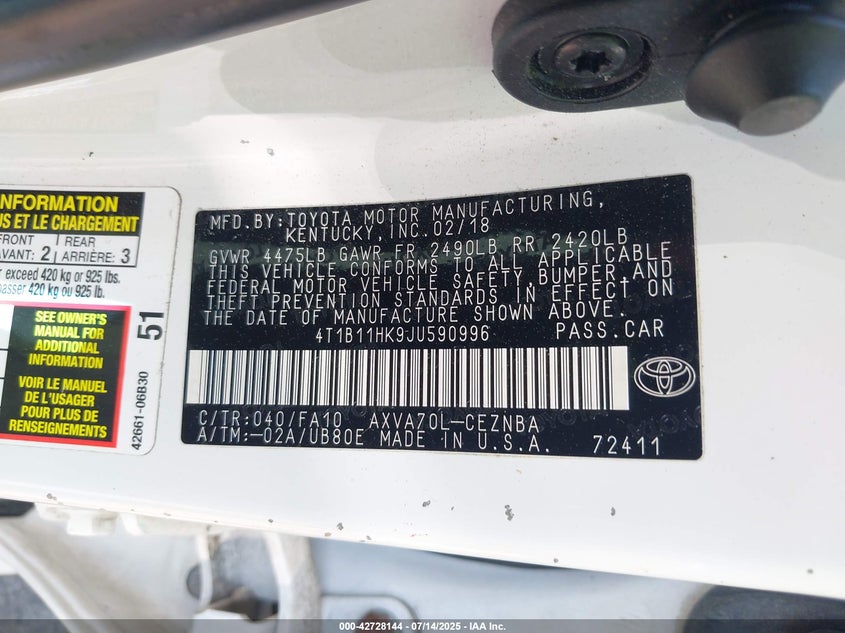 INFORMATION
US ET LE CHARGEMENT
FRONT
AVANT: 2
1 REAR
ARRIÈRE: 3
exceed 420 kg or 925 lbs.
passer 420 kg ou 925 lb.
SEE OWNER'S
MANUAL FOR
ADDITIONAL
INFORMATION
VOIR LE MANUEL
DE L'USAGER
POUR PLUS DE
RENSEIGNEMENTS
51
42661-06B30
MFD.BY:TOYOTA MOTOR MANUFACTURING,
KENTUCKY,INC.02/18
GVWR 4475LB GAWR FR 2490LB RR 2420LB
THIS VEHICLE CONFORMS TO ALL APPLICABLE
FEDERAL MOTOR VEHICLE SAFETY,BUMPER,AND
THEFT PREVENTION STANDARDS IN EFFECT ON
THE DATE OF MANUFACTURE SHOWN ABOVE.
4T1B11HK9JU590996 PASS.CAR
C/TR:040/FA10 AXVA70L-CEZNBA
A/TM:-02A/UB80E MADE IN U.S.A. 72411
000-42728144 | 07/14/2025 - IAA Inc.